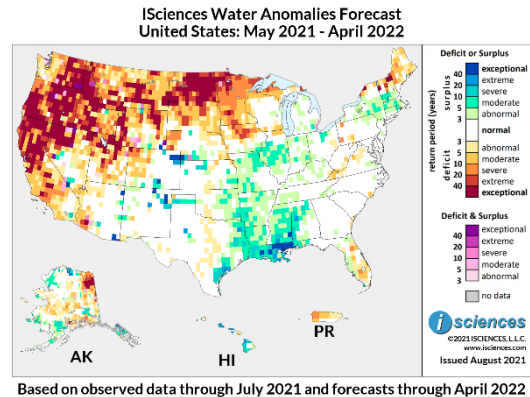 ISciences Water Anomalies Forecast
United States: May 2021 - April 2022
Deficit or Surplus
exceptional
40
extreme
20
severe
10
moderate
5
abnormal
3
normal
3
abnormal
5
moderate
10
severe
20
extreme
40
exceptional
return period (years)
surplus
deficit
Deficit & Surplus
exceptional
40
extreme
20
severe
10
moderate
5
abnormal
3
no data
isciences
©2021 ISCIENCES, L.L.C.
www.isciences.com
Issued August 2021
AK
HI
PR
Based on observed data through July 2021 and forecasts through April 2022